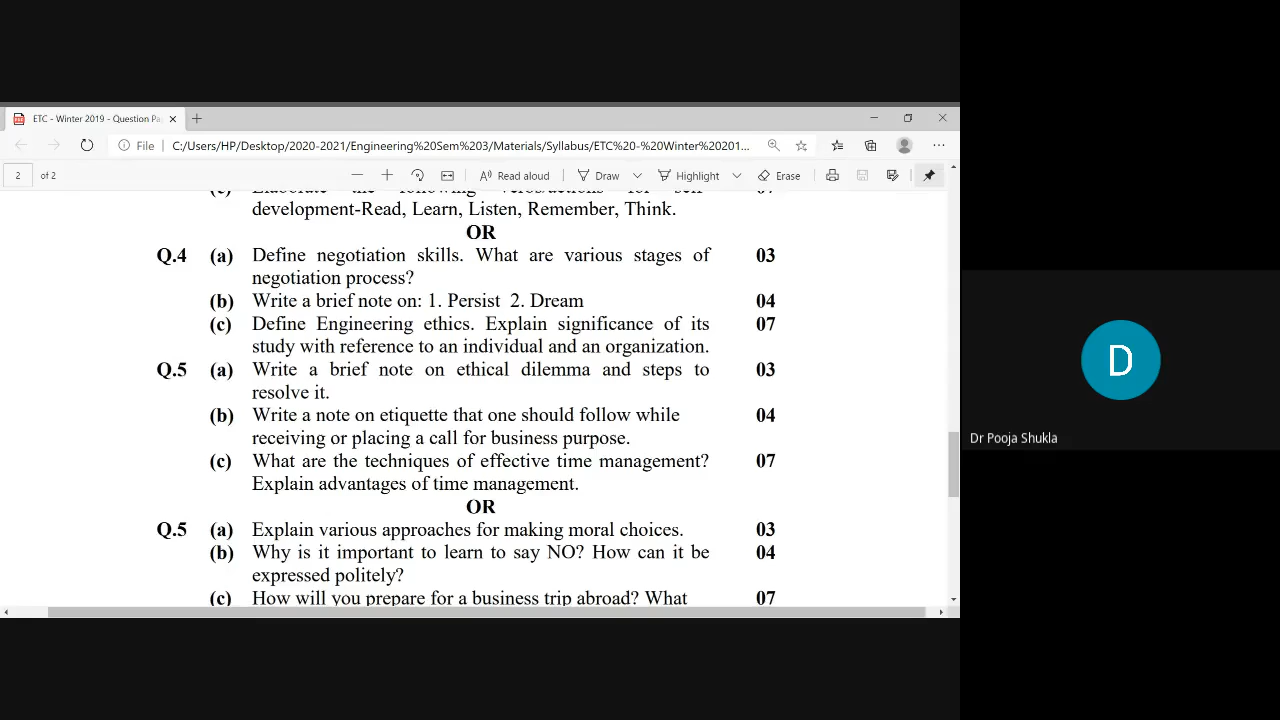 ETC - Winter 2019 - Question Pa
File
C:/Users/HP/Desktop/2020-2021/Engineering%20Sem%203/Materials/Syllabus/ETC%20-%20Winter%20201...
2 of 2
Read aloud
Draw
Highlight
Erase
(c) Elaborate the following verbs/actions for self 07
development-Read, Learn, Listen, Remember, Think.
OR
Q.4 (a) Define negotiation skills. What are various stages of 03
negotiation process?
(b) Write a brief note on: 1. Persist 2. Dream 04
(c) Define Engineering ethics. Explain significance of its 07
study with reference to an individual and an organization.
Q.5 (a) Write a brief note on ethical dilemma and steps to 03
resolve it.
(b) Write a note on etiquette that one should follow while 04
receiving or placing a call for business purpose.
(c) What are the techniques of effective time management? 07
Explain advantages of time management.
OR
Q.5 (a) Explain various approaches for making moral choices. 03
(b) Why is it important to learn to say NO? How can it be 04
expressed politely?
(c) How will you prepare for a business trip abroad? What 07
D
Dr Pooja Shukla